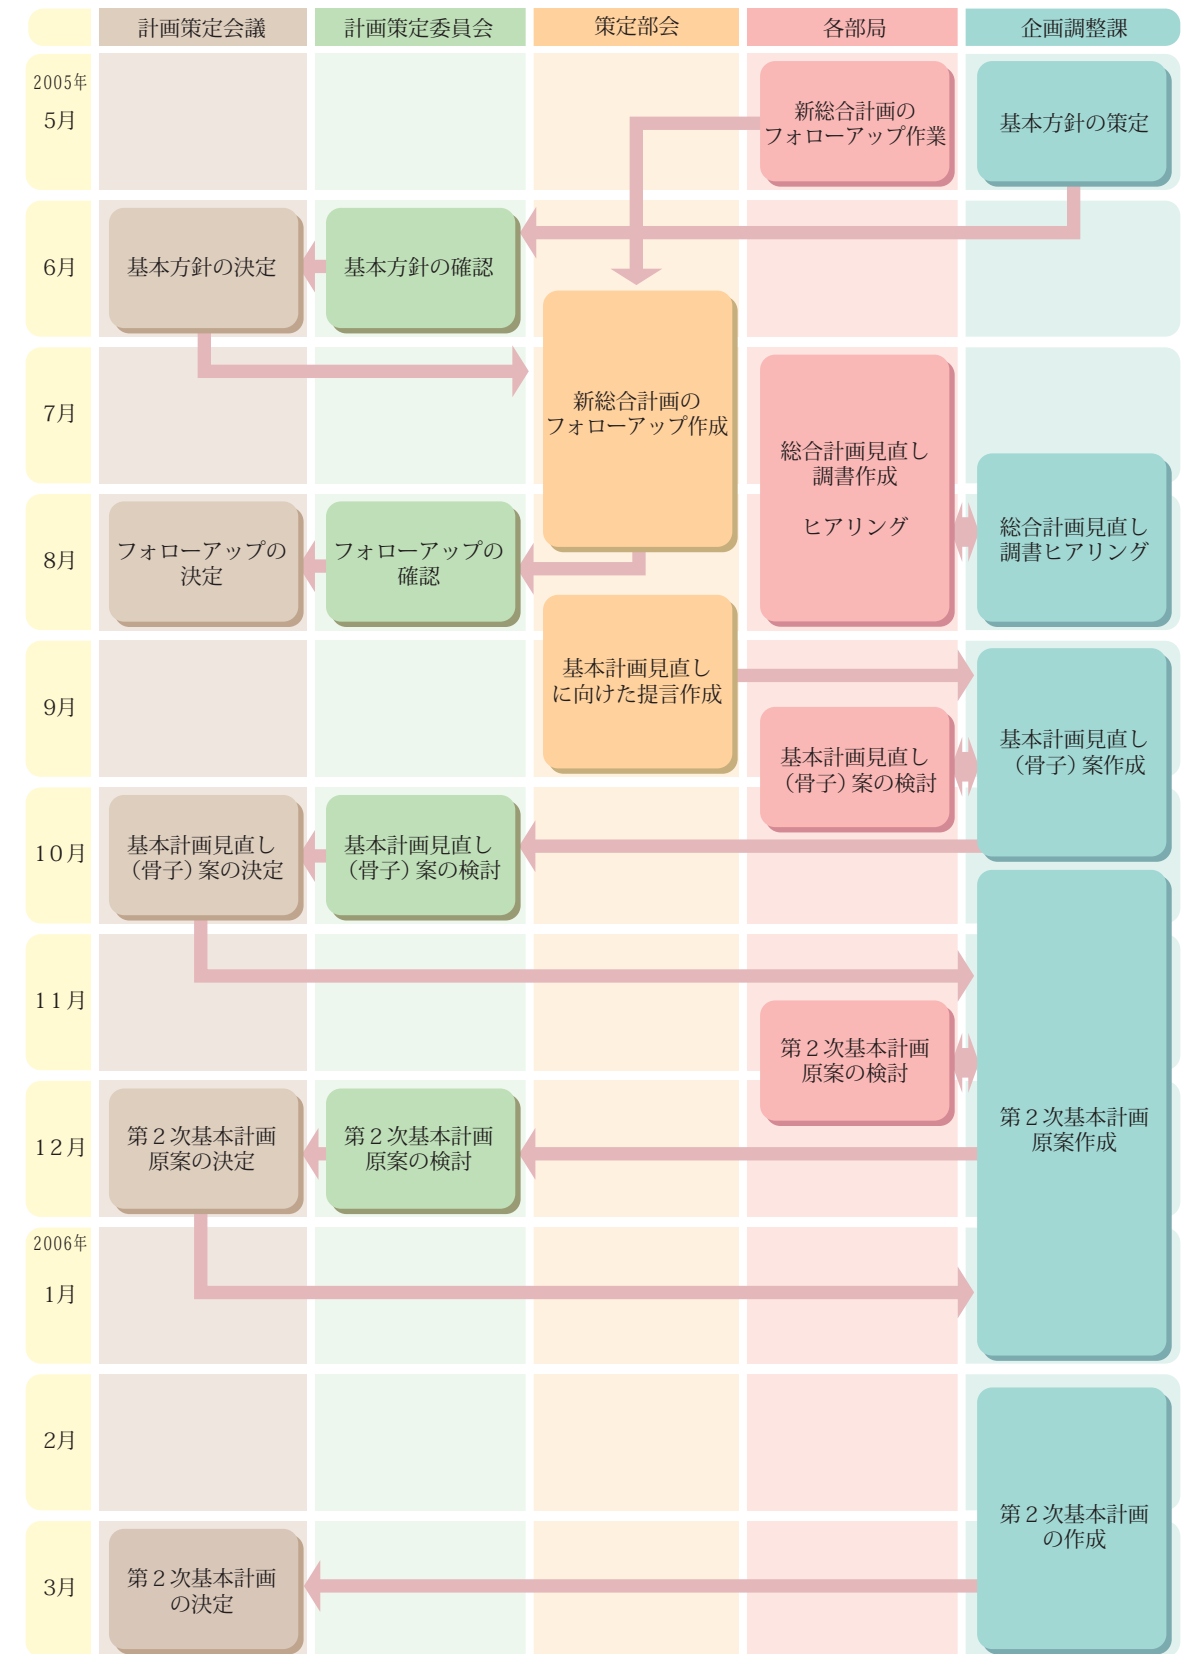 計画策定会議
計画策定委員会
策定部会
各部局
企画調整課
2005年
5月
新総合計画の
フォローアップ作業
基本方針の策定
6月
基本方針の決定
基本方針の確認
7月
新総合計画の
フォローアップ作成
総合計画見直し
調書作成
ヒアリング
8月
フォローアップの
決定
フォローアップの
確認
総合計画見直し
調書ヒアリング
9月
基本計画見直し
に向けた提言作成
基本計画見直し
（骨子）案の検討
基本計画見直し
（骨子）案作成
10月
基本計画見直し
（骨子）案の決定
基本計画見直し
（骨子）案の検討
11月
第２次基本計画
原案の検討
12月
第２次基本計画
原案の決定
第２次基本計画
原案の検討
第２次基本計画
原案作成
2006年
1月
2月
第２次基本計画
の作成
3月
第２次基本計画
の決定